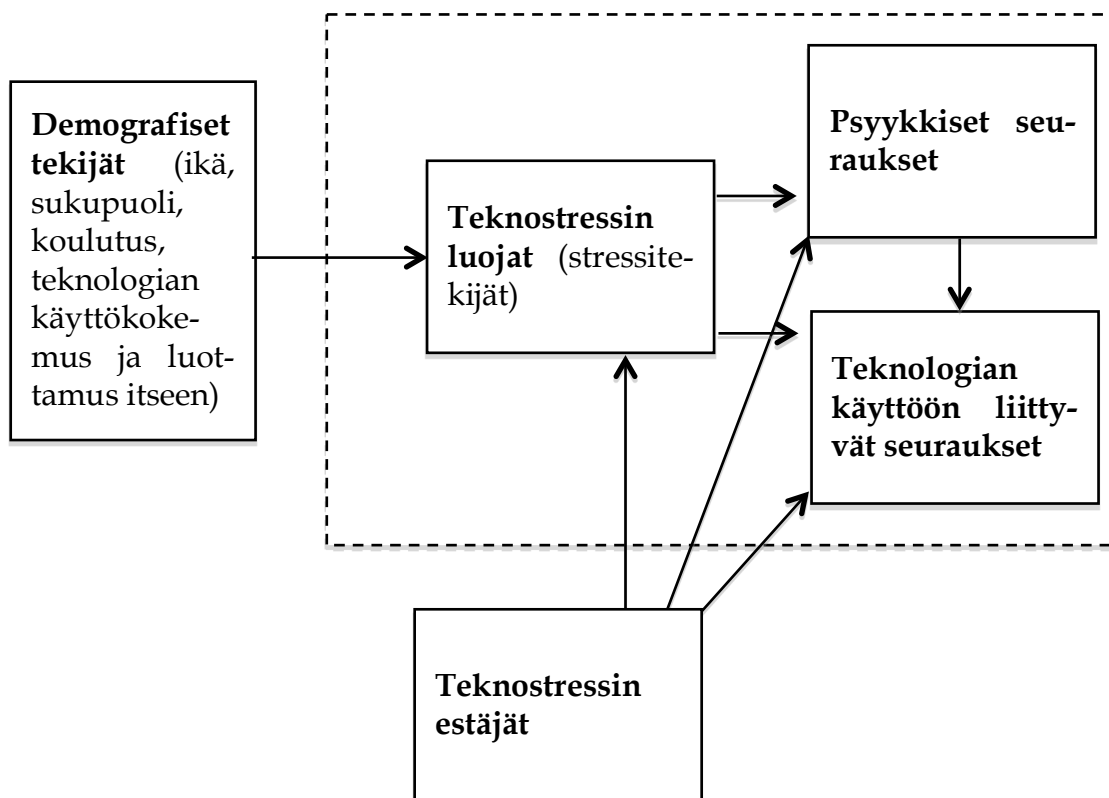 Demografiset
tekijät (ikä,
sukupuoli,
koulutus,
teknologian
käyttökoke-
mus ja luot-
tamus itseen)
Teknostressin
luojat (stressite-
kijät)
Psyykkiset seu-
raukset
Teknologian
käyttöön liitty-
vät seuraukset
Teknostressin
estäjät